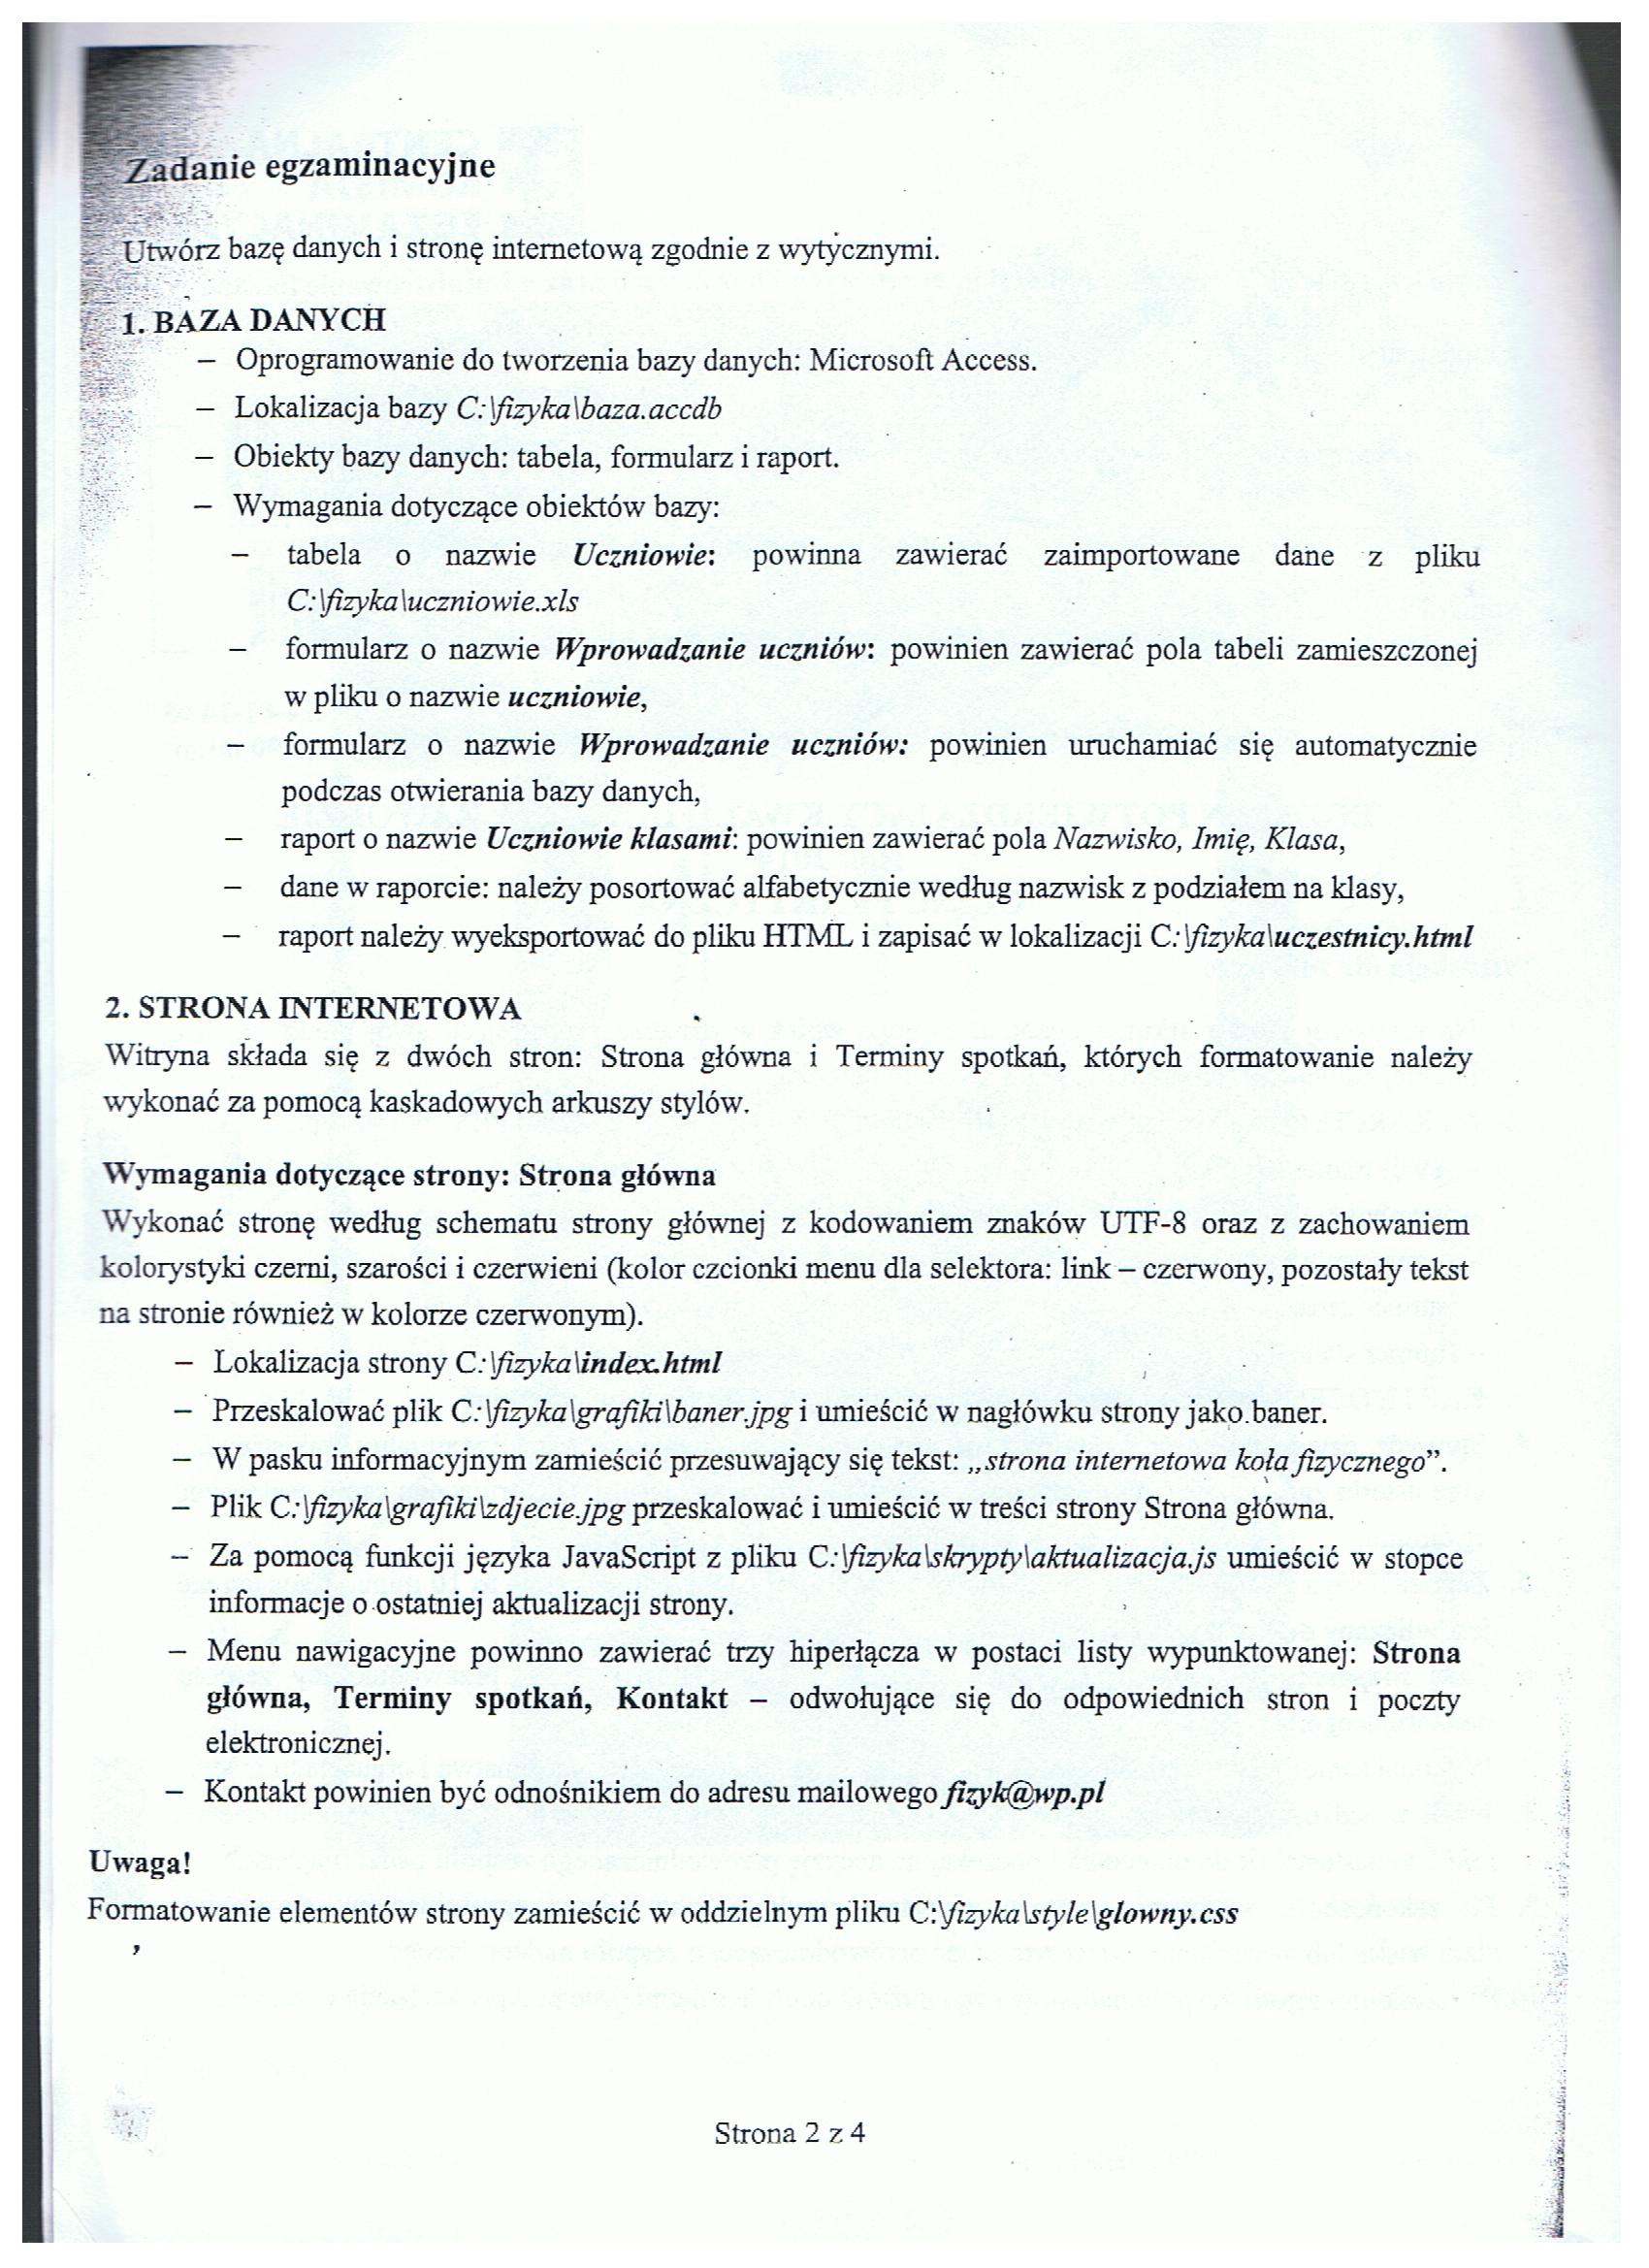 Zadanie egzaminacyjne
Utwórz bazę danych i stronę internetową zgodnie z wytycznymi.
1. BAZA DANYCH
– Oprogramowanie do tworzenia bazy danych: Microsoft Access.
– Lokalizacja bazy C:\fizyka\baza.accdb
– Obiekty bazy danych: tabela, formularz i raport.
– Wymagania dotyczące obiektów bazy:
– tabela o nazwie Uczniowie: powinna zawierać zaimportowane dane z pliku
C:\fizyka\uczniowie.xls
– formularz o nazwie Wprowadzanie uczniów: powinien zawierać pola tabeli zamieszczonej
w pliku o nazwie uczniowie,
– formularz o nazwie Wprowadzanie uczniów: powinien uruchamiać się automatycznie
podczas otwierania bazy danych,
– raport o nazwie Uczniowie klasami: powinien zawierać pola Nazwisko, Imię, Klasa,
– dane w raporcie: należy posortować alfabetycznie według nazwisk z podziałem na klasy,
– raport należy wyeksportować do pliku HTML i zapisać w lokalizacji C:\fizyka\uczestnicy.html
2. STRONA INTERNETOWA
Witryna składa się z dwóch stron: Strona główna i Terminy spotkań, których formatowanie należy
wykonać za pomocą kaskadowych arkuszy stylów.
Wymagania dotyczące strony: Strona główna
Wykonać stronę według schematu strony głównej z kodowaniem znaków UTF-8 oraz z zachowaniem
kolorystyki czerni, szarości i czerwieni (kolor czcionki menu dla selektora: link – czerwony, pozostały tekst
na stronie również w kolorze czerwonym).
– Lokalizacja strony C:\fizyka\index.html
– Przeskalować plik C:\fizyka\grafiki\baner.jpg i umieścić w nagłówku strony jako baner.
– W pasku informacyjnym zamieścić przesuwający się tekst: „strona internetowa koła fizycznego”.
– Plik C:\fizyka\grafiki\zdjecie.jpg przeskalować i umieścić w treści strony Strona główna.
– Za pomocą funkcji języka JavaScript z pliku C:\fizyka\skrypty\aktualizacja.js umieścić w stopce
informacje o ostatniej aktualizacji strony.
– Menu nawigacyjne powinno zawierać trzy hiperłącza w postaci listy wypunktowanej: Strona
główna, Terminy spotkań, Kontakt – odwołujące się do odpowiednich stron i poczty
elektronicznej.
– Kontakt powinien być odnośnikiem do adresu mailowego fizyk@wp.pl
Uwaga!
Formatowanie elementów strony zamieścić w oddzielnym pliku C:\fizyka\style\glowny.css
Strona 2 z 4